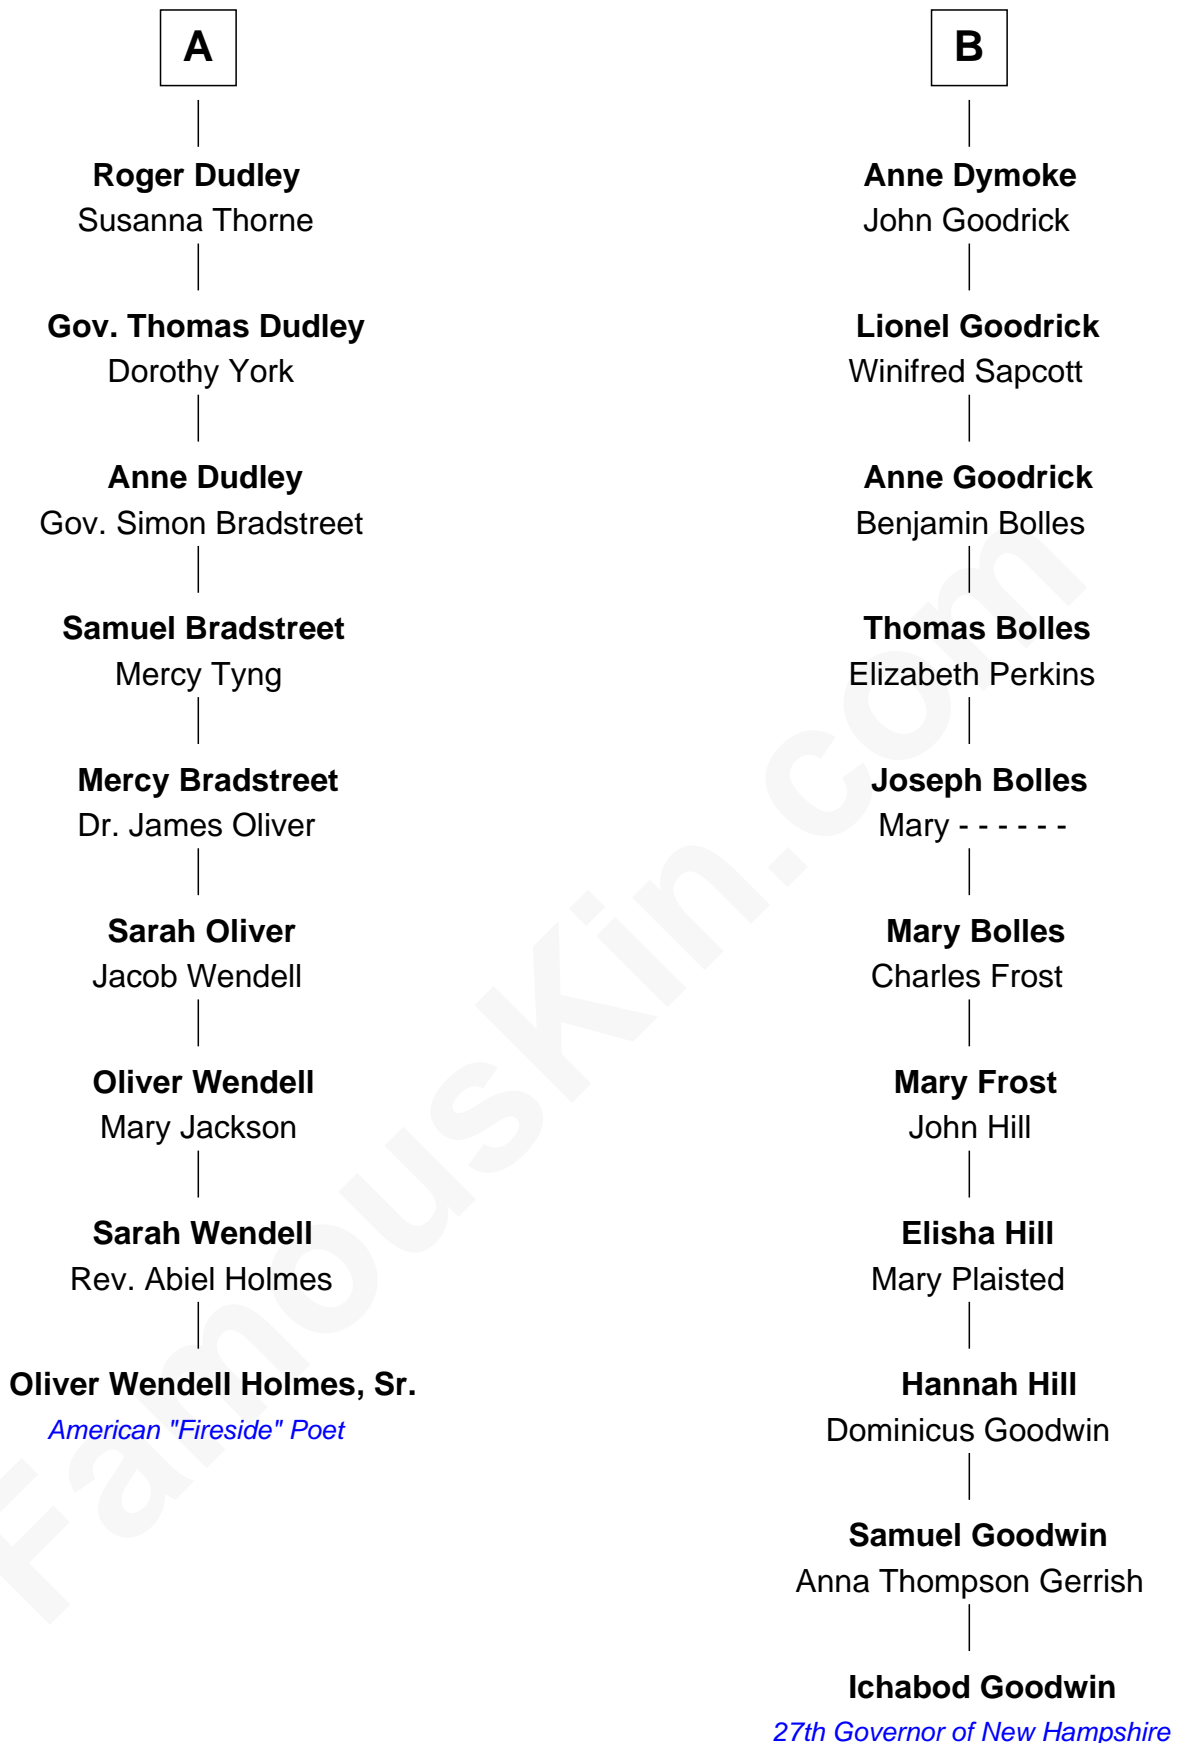 A
Roger Dudley
Susanna Thorne
Gov. Thomas Dudley
Dorothy York
Anne Dudley
Gov. Simon Bradstreet
Samuel Bradstreet
Mercy Tyng
Mercy Bradstreet
Dr. James Oliver
Sarah Oliver
Jacob Wendell
Oliver Wendell
Mary Jackson
Sarah Wendell
Rev. Abiel Holmes
Oliver Wendell Holmes, Sr.
American "Fireside" Poet
B
Anne Dymoke
John Goodrick
Lionel Goodrick
Winifred Sapcott
Anne Goodrick
Benjamin Bolles
Thomas Bolles
Elizabeth Perkins
Joseph Bolles
Mary - - - - - -
Mary Bolles
Charles Frost
Mary Frost
John Hill
Elisha Hill
Mary Plaisted
Hannah Hill
Dominicus Goodwin
Samuel Goodwin
Anna Thompson Gerrish
Ichabod Goodwin
27th Governor of New Hampshire
FamousKin.com